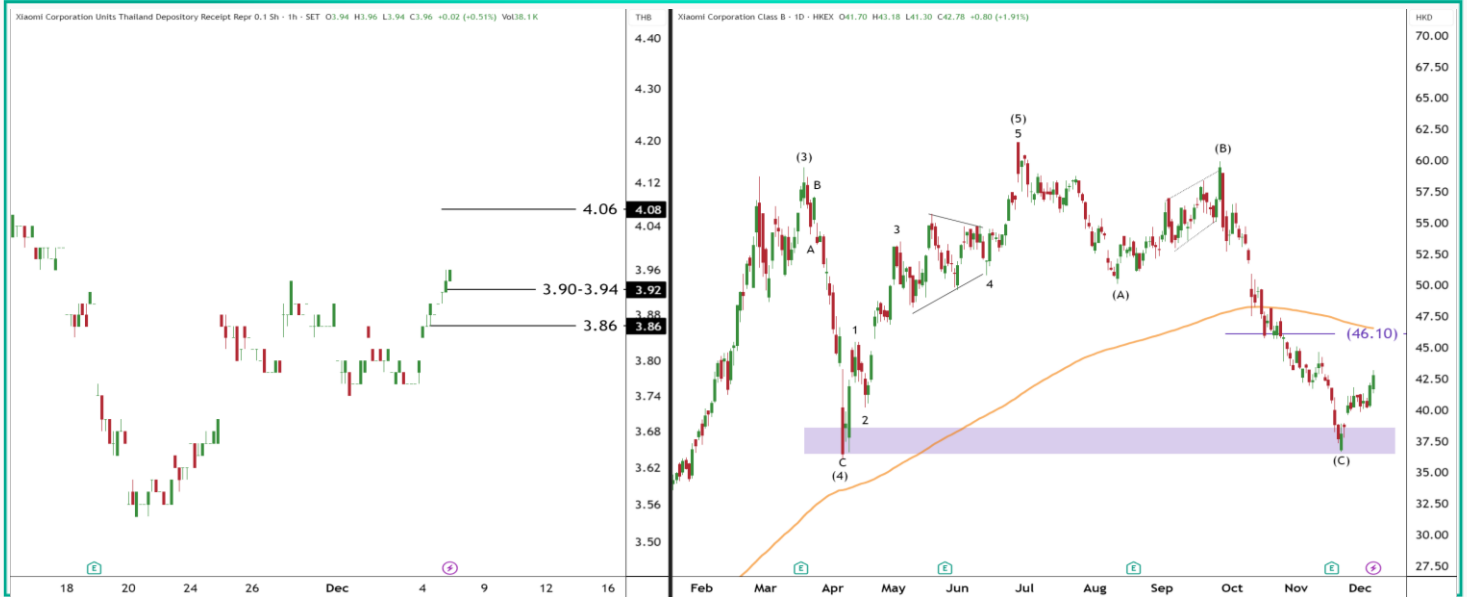 Xiaomi Corporation Units Thailand Depository Receipt Repr 0.1 Sh · 1h · SET O3.94 H3.96 L3.94 C3.96 +0.02 (+0.51%) Vol38.1 K
THB
4.40
4.30
4.20
4.12
4.06
4.08
4.04
3.96
3.90-3.94
3.92
3.88
3.86
3.86
3.80
3.74
3.68
3.62
3.56
3.50
E
18
20
24
26
Dec
4
9
12
16
Xiaomi Corporation Class B · 1D · HKEX O41.70 H43.18 L41.30 C42.78 +0.80 (+1.91%)
HKD
70.00
67.50
65.00
62.50
60.00
57.50
55.00
52.50
50.00
47.50
45.00
42.50
40.00
37.50
35.00
32.50
30.00
27.50
(3)
B
A
C
(4)
1
2
3
4
(5)
5
(A)
(B)
(46.10)
(C)
E
E
E
E
Feb
Mar
Apr
May
Jun
Jul
Aug
Sep
Oct
Nov
Dec